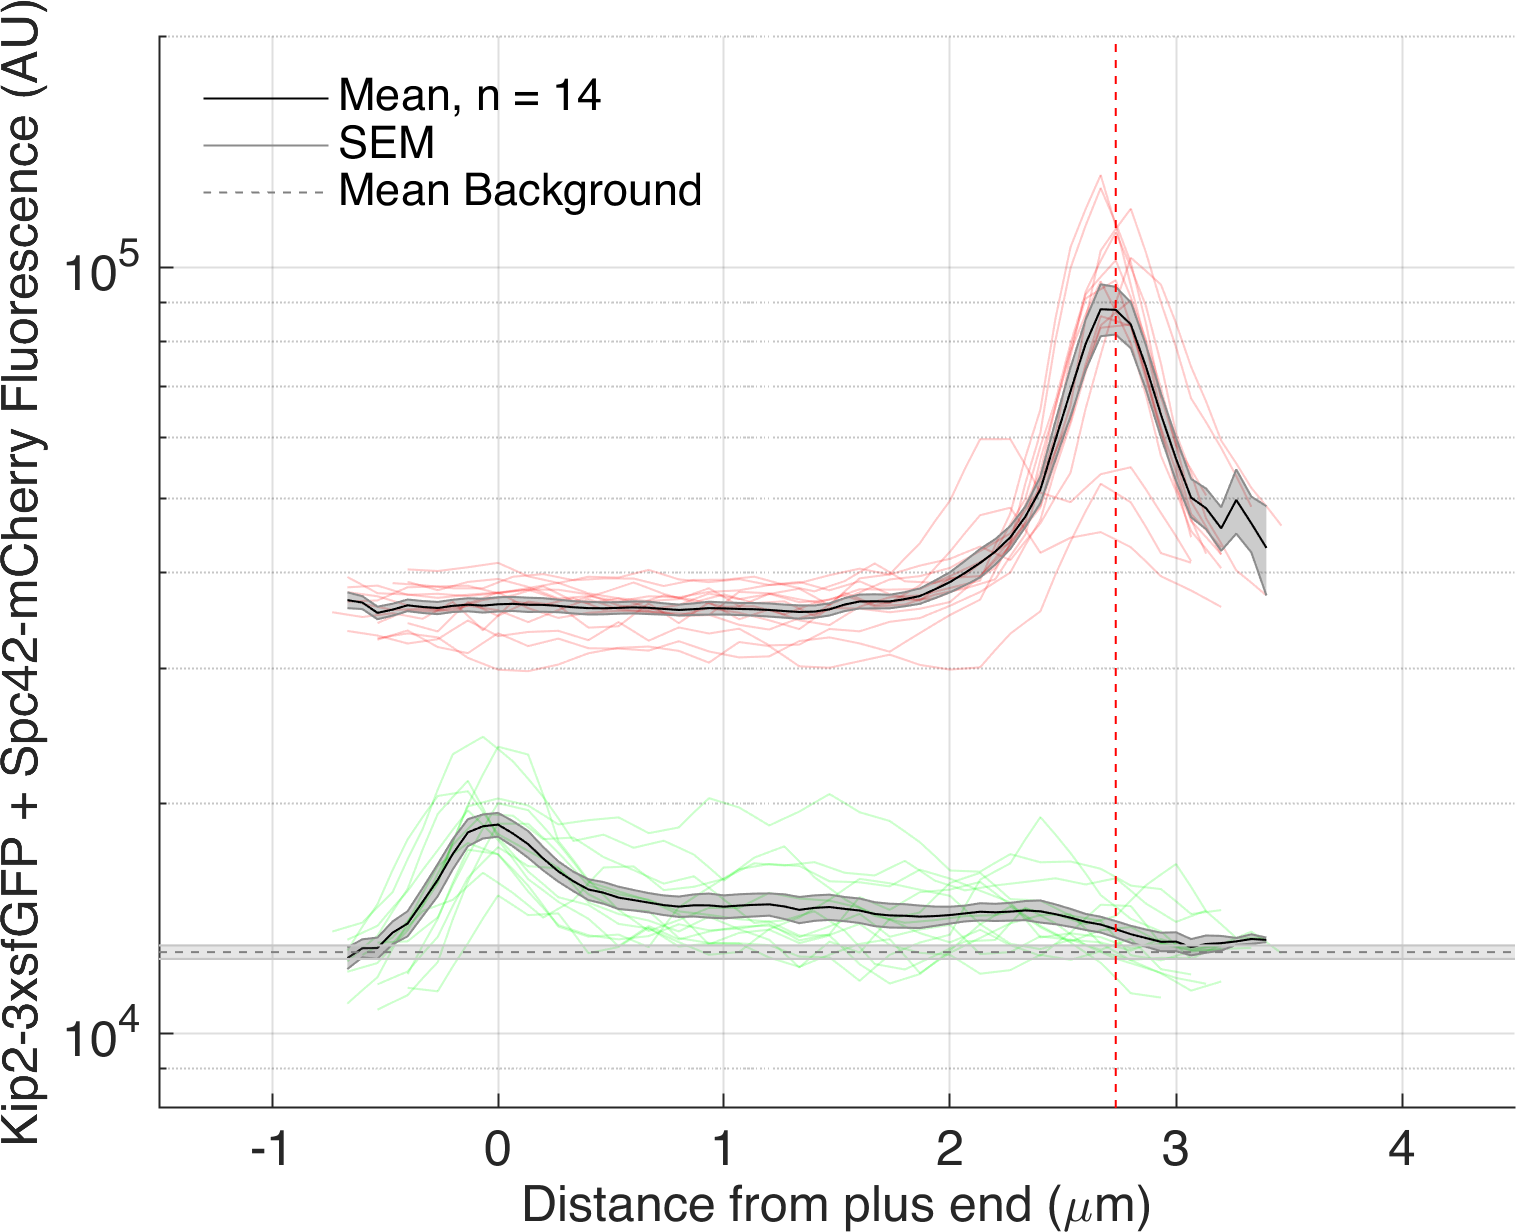 Kip2-3xsfGFP + Spc42-mCherry Fluorescence (AU)
Mean, n = 14
SEM
Mean Background
10^5
10^4
-1 0 1 2 3 4
Distance from plus end (μm)